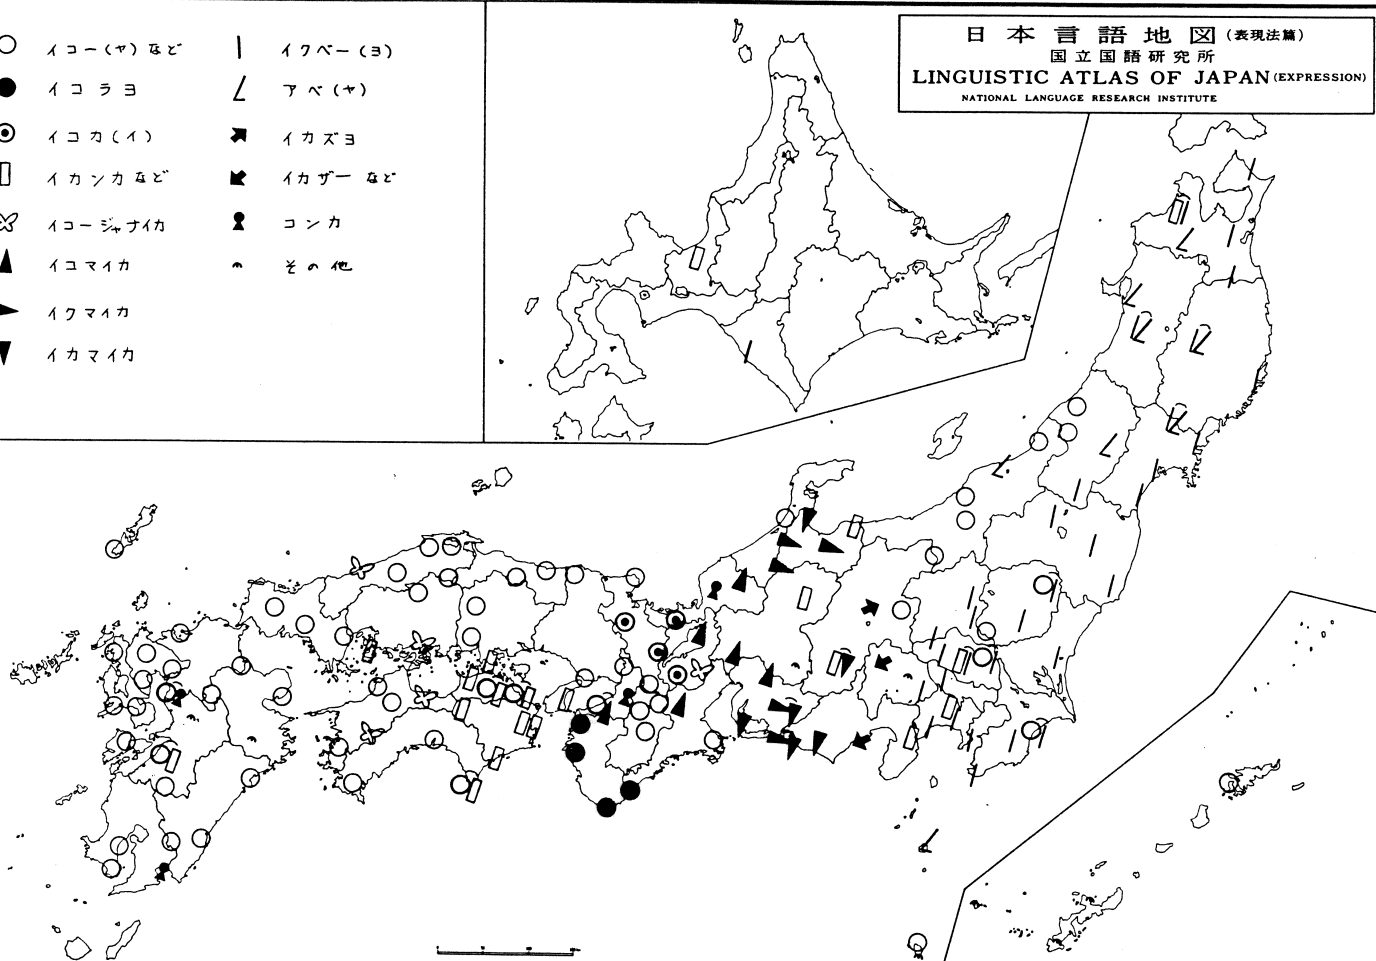 日本言語地図(表現法篇)
国立国語研究所
LINGUISTIC ATLAS OF JAPAN (EXPRESSION)
NATIONAL LANGUAGE RESEARCH INSTITUTE
イコー(ヤ)など
イコラヨ
イコカ(イ)
イカンカなど
イコージャナイカ
イコマイカ
イクマイカ
イカマイカ
イクベー(ヨ)
アベ(ヤ)
イカズヨ
イカザーなど
コンカ
その他